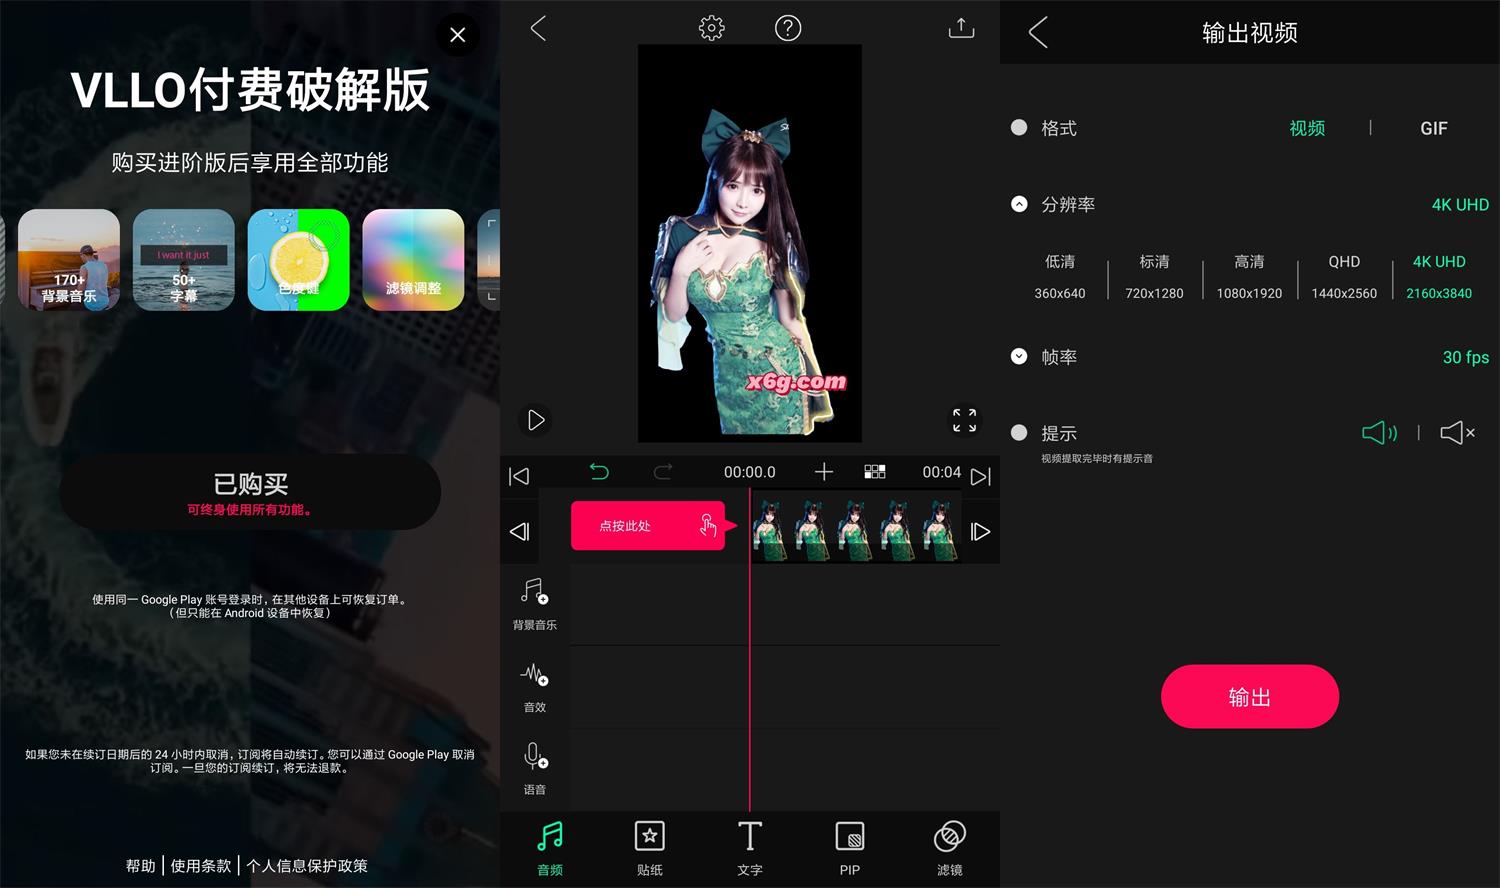 VLLO付费破解版
购买进阶版后享用全部功能
170+
背景音乐
I want it just
50+
字幕
色度键
滤镜调整
已购买
可终身使用所有功能。
使用同一 Google Play 账号登录时，在其他设备上可恢复订单。
（但只能在 Android 设备中恢复）
如果您未在续订日期后的 24 小时内取消，订阅将自动续订。您可以通过 Google Play 取消
订阅。一旦您的订阅续订，将无法退款。
帮助 | 使用条款 | 个人信息保护政策
x6g.com
00:00.0
00:04
点按此处
背景音乐
音效
语音
音频
贴纸
文字
PIP
滤镜
输出视频
格式
视频 | GIF
分辨率
4K UHD
低清
标清
高清
QHD
4K UHD
360x640
720x1280
1080x1920
1440x2560
2160x3840
帧率
30 fps
提示
视频提取完毕时有提示音
输出